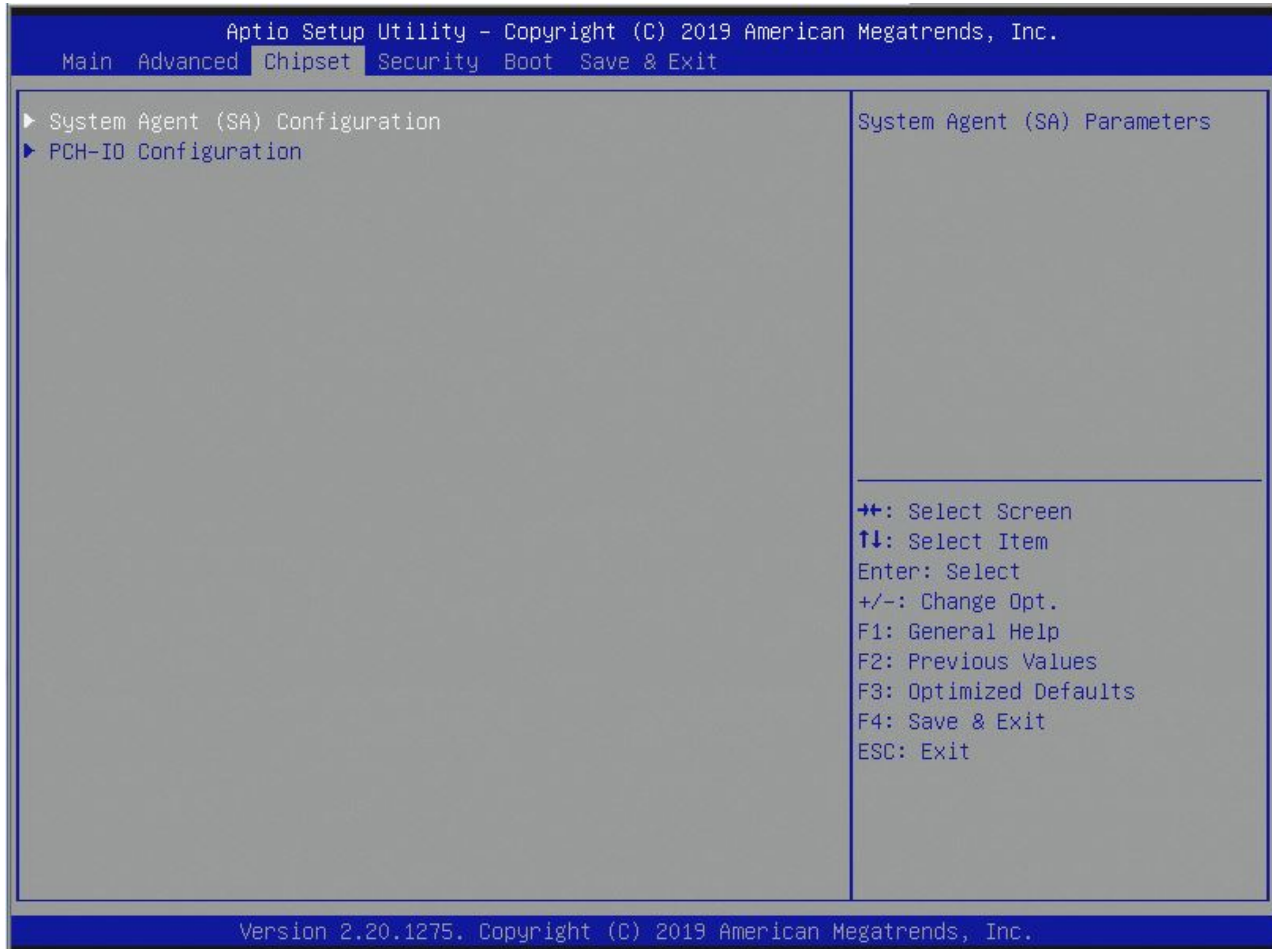 Aptio Setup Utility – Copyright (C) 2019 American Megatrends, Inc.
Main Advanced Chipset Security Boot Save & Exit
► System Agent (SA) Configuration
► PCH-IO Configuration
System Agent (SA) Parameters
→←: Select Screen
↑↓: Select Item
Enter: Select
+/-: Change Opt.
F1: General Help
F2: Previous Values
F3: Optimized Defaults
F4: Save & Exit
ESC: Exit
Version 2.20.1275. Copyright (C) 2019 American Megatrends, Inc.